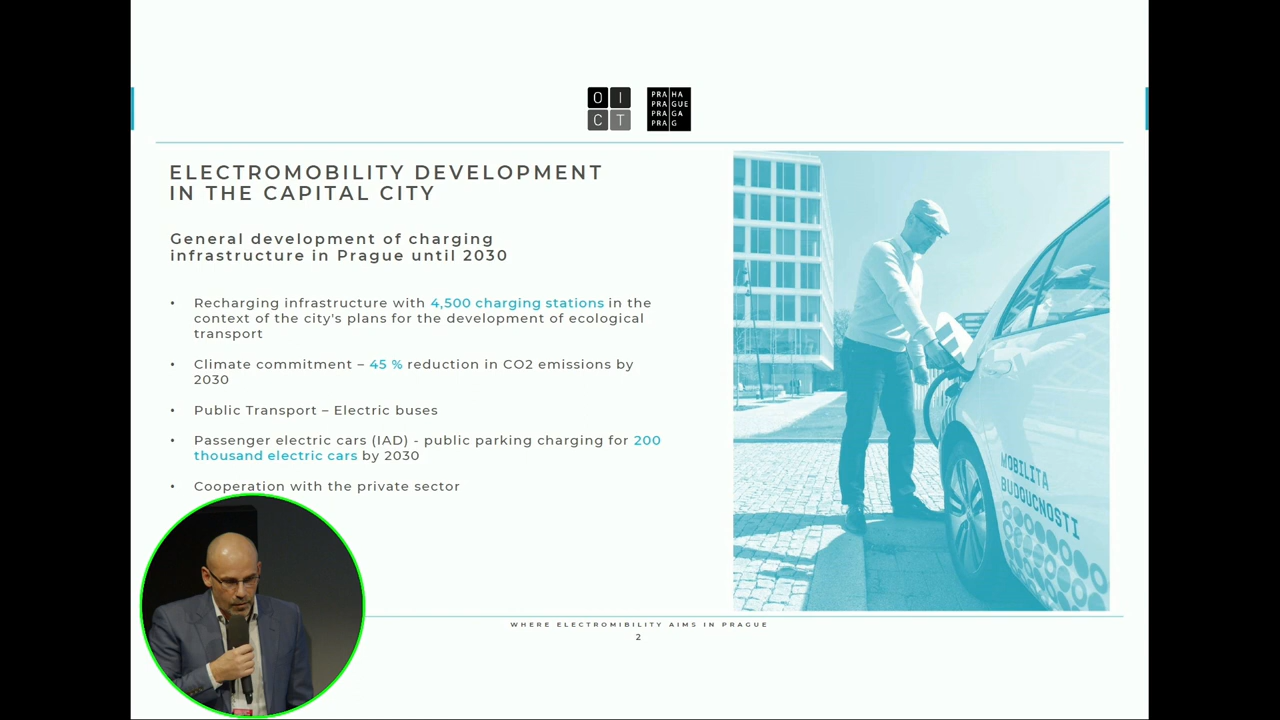 O I
C T
PRA HA
PRA GUE
PRA GA
PRA G
ELECTROMOBILITY DEVELOPMENT
IN THE CAPITAL CITY
General development of charging
infrastructure in Prague until 2030
• Recharging infrastructure with 4,500 charging stations in the
context of the city's plans for the development of ecological
transport
• Climate commitment – 45 % reduction in CO2 emissions by
2030
• Public Transport – Electric buses
• Passenger electric cars (IAD) - public parking charging for 200
thousand electric cars by 2030
• Cooperation with the private sector
MOBILITA
BUDOUCNOSTI
WHERE ELECTROMIBILITY AIMS IN PRAGUE
2